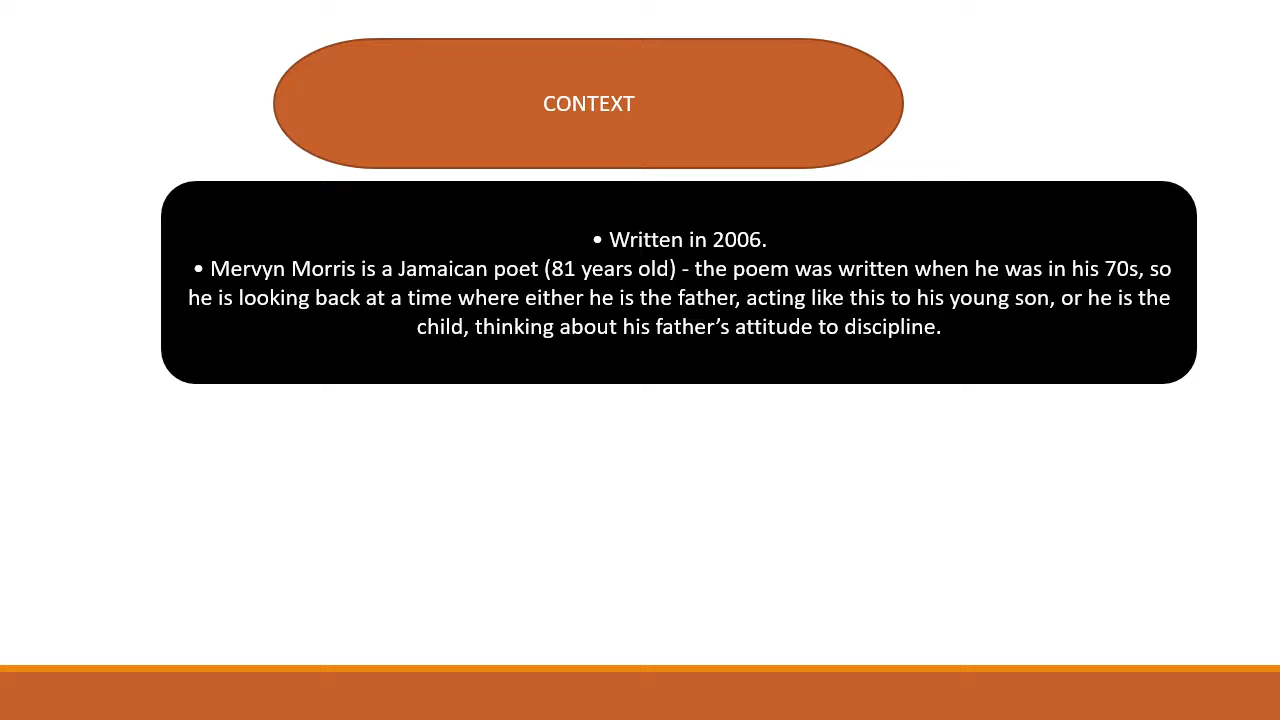 CONTEXT
• Written in 2006.
• Mervyn Morris is a Jamaican poet (81 years old) - the poem was written when he was in his 70s, so
he is looking back at a time where either he is the father, acting like this to his young son, or he is the
child, thinking about his father’s attitude to discipline.